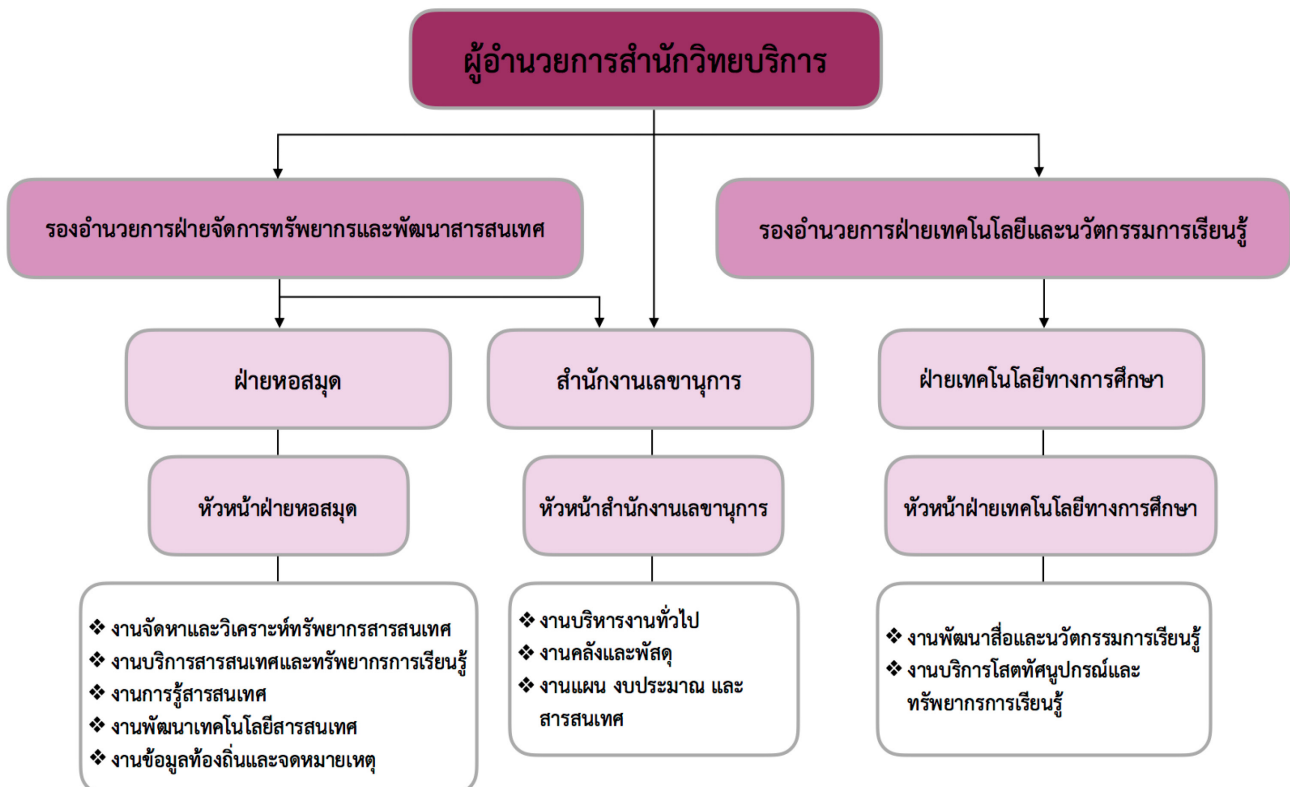 ผู้อำนวยการสำนักวิทยบริการ
รองอำนวยการฝ่ายจัดการทรัพยากรและพัฒนาสารสนเทศ
รองอำนวยการฝ่ายเทคโนโลยีและนวัตกรรมการเรียนรู้
ฝ่ายหอสมุด
สำนักงานเลขานุการ
ฝ่ายเทคโนโลยีทางการศึกษา
หัวหน้าฝ่ายหอสมุด
หัวหน้าสำนักงานเลขานุการ
หัวหน้าฝ่ายเทคโนโลยีทางการศึกษา
❖ งานจัดหาและวิเคราะห์ทรัพยากรสารสนเทศ
❖ งานบริการสารสนเทศและทรัพยากรการเรียนรู้
❖ งานการรู้สารสนเทศ
❖ งานพัฒนาเทคโนโลยีสารสนเทศ
❖ งานข้อมูลท้องถิ่นและจดหมายเหตุ
❖ งานบริหารงานทั่วไป
❖ งานคลังและพัสดุ
❖ งานแผน งบประมาณ และ
สารสนเทศ
❖ งานพัฒนาสื่อและนวัตกรรมการเรียนรู้
❖ งานบริการโสตทัศนูปกรณ์และ
ทรัพยากรการเรียนรู้